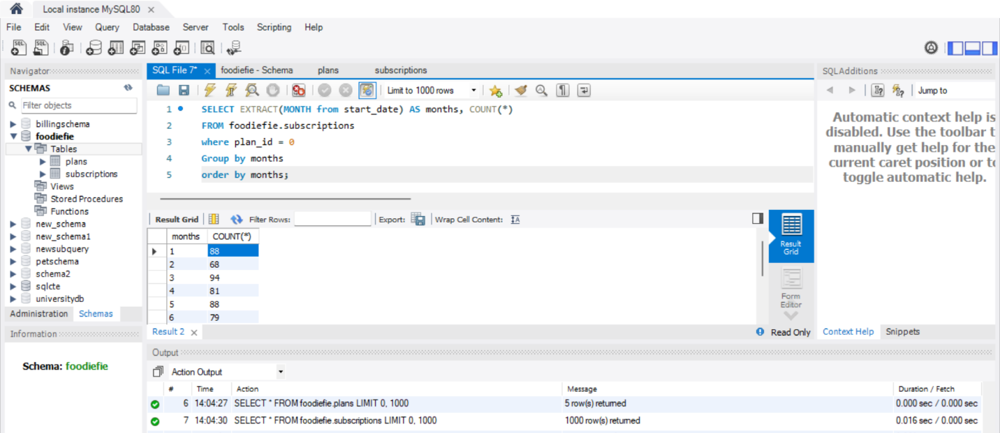 Local instance MySQL80
File Edit View Query Database Server Tools Scripting Help
Navigator
SCHEMAS
Filter objects
billingschema
foodiefie
Tables
plans
subscriptions
Views
Stored Procedures
Functions
new_schema
new_schema1
newsubquery
petschema
schema2
sqlcte
universitydb
Administration Schemas
Information
Schema: foodiefie
SQL File 7* foodiefie - Schema plans subscriptions
Limit to 1000 rows
1 SELECT EXTRACT(MONTH from start_date) AS months, COUNT(*)
2 FROM foodiefie.subscriptions
3 where plan_id = 0
4 Group by months
5 order by months;
Result Grid Filter Rows: Export: Wrap Cell Content:
months COUNT(*)
1 88
2 68
3 94
4 81
5 88
6 79
Result Grid
Form Editor
Result 2 Read Only
Output
Action Output
# Time Action Message Duration / Fetch
6 14:04:27 SELECT * FROM foodiefie.plans LIMIT 0, 1000 5 row(s) returned 0.000 sec / 0.000 sec
7 14:04:30 SELECT * FROM foodiefie.subscriptions LIMIT 0, 1000 1000 row(s) returned 0.016 sec / 0.000 sec
SQLAdditions
Jump to
Automatic context help is
disabled. Use the toolbar t
manually get help for the
current caret position or to
toggle automatic help.
Context Help Snippets